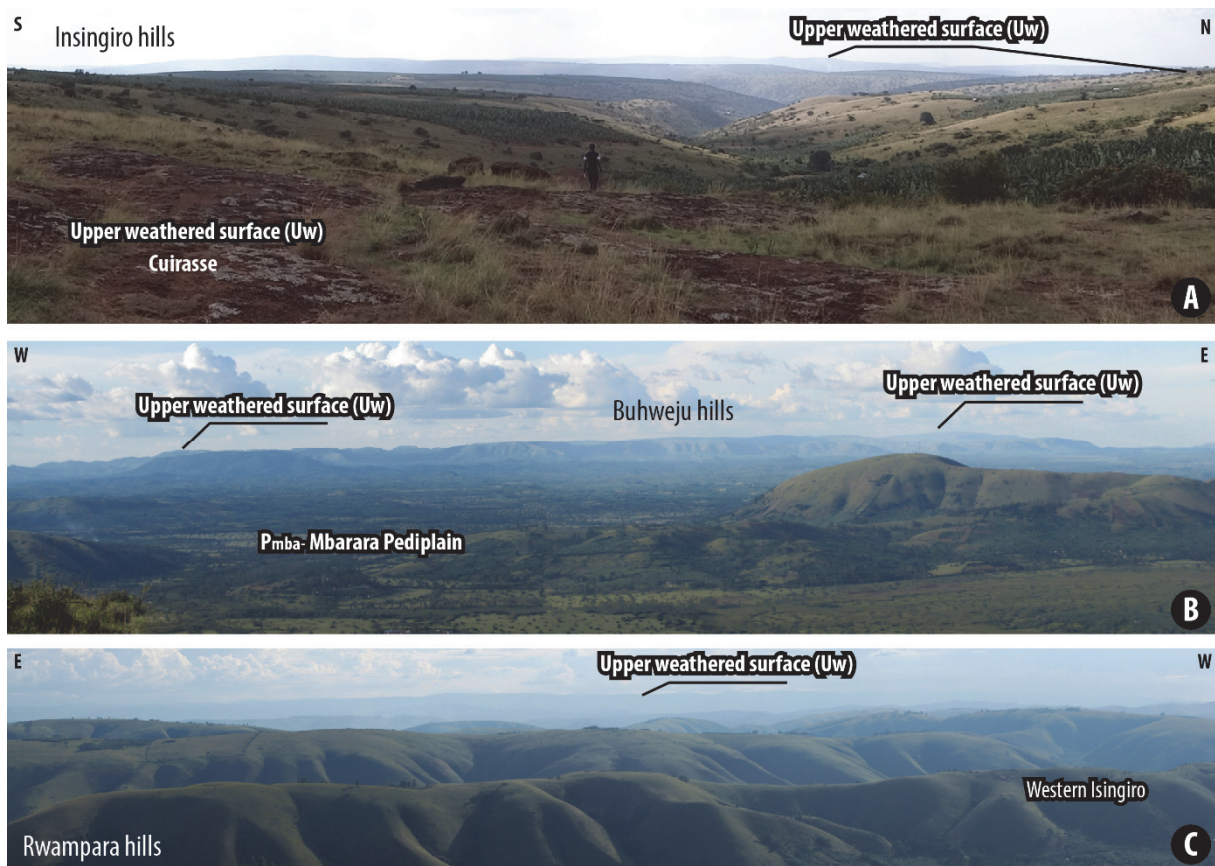 S
Insingiro hills
Upper weathered surface (Uw)
N
Upper weathered surface (Uw)
Cuirasse
A
W
Upper weathered surface (Uw)
Buhweju hills
Upper weathered surface (Uw)
E
Pmba- Mbarara Pediplain
B
E
Upper weathered surface (Uw)
W
Western Isingiro
Rwampara hills
C